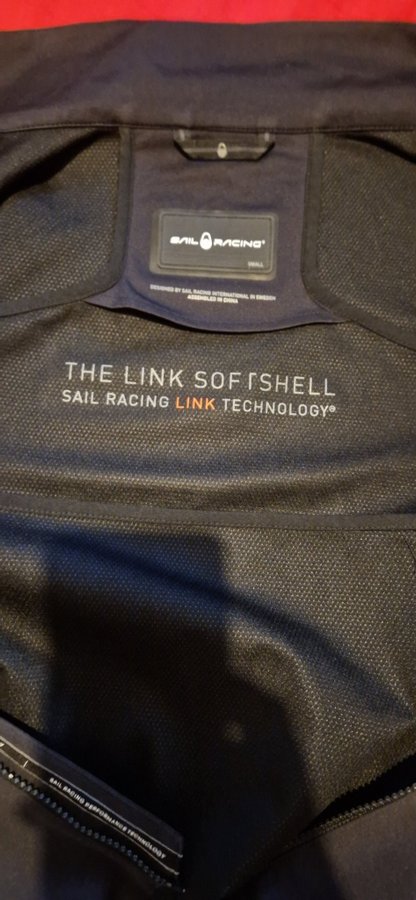 SAIL RACING®
SMALL
DESIGNED BY SAIL RACING INTERNATIONAL IN SWEDEN
ASSEMBLED IN CHINA
THE LINK SOFTSHELL
SAIL RACING LINK TECHNOLOGY®
SAIL RACING PERFORMANCE TECHNOLOGY